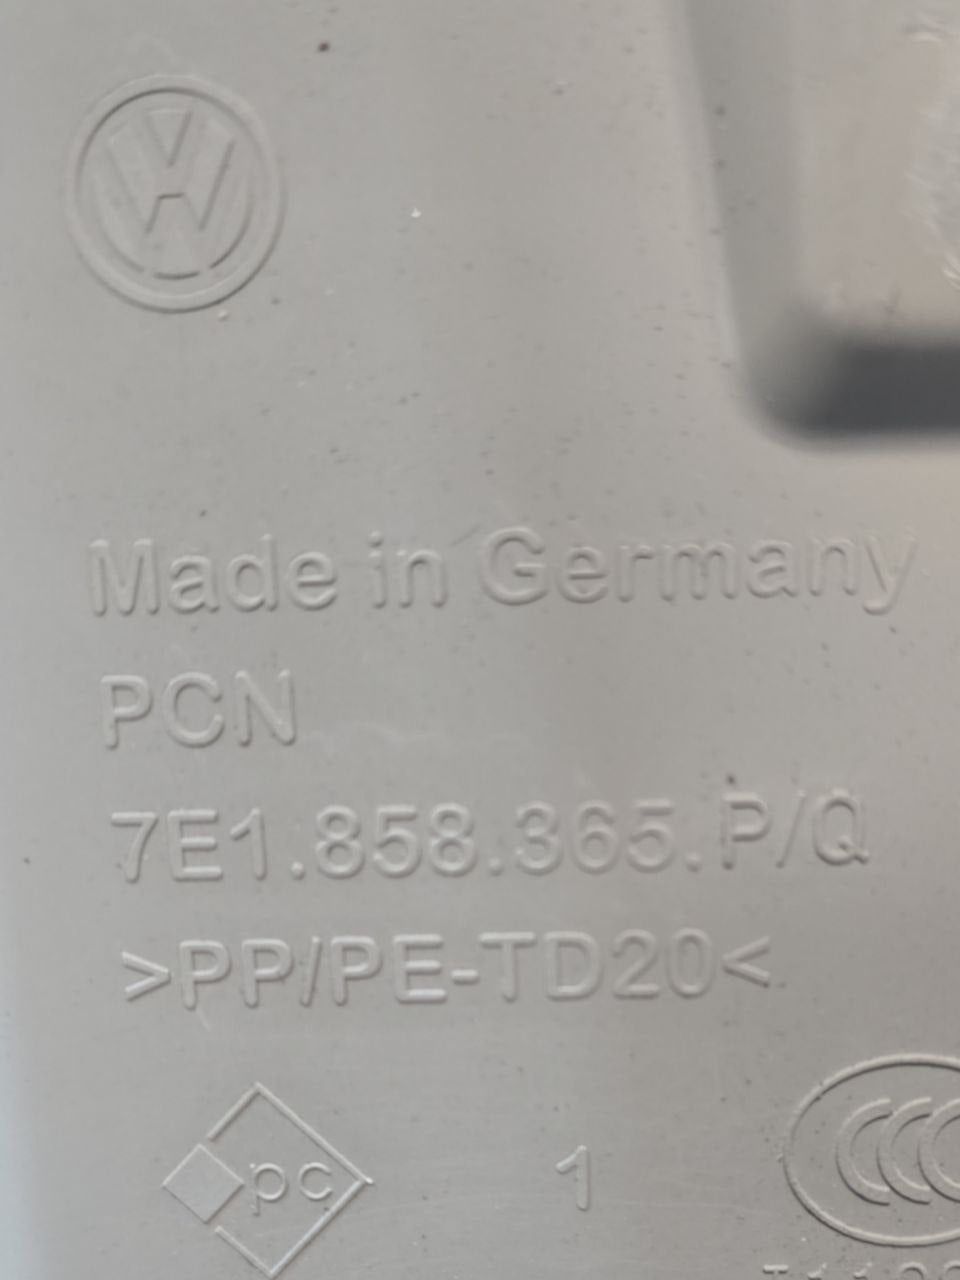 Made in Germany
PCN
7E1.858.365.P/Q
>PP/PE-TD20<
pc
1